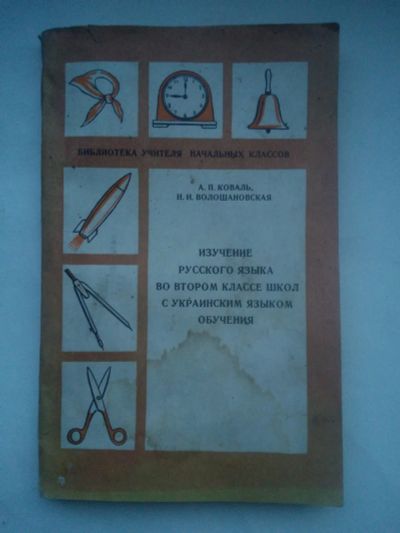 БИБЛИОТЕКА УЧИТЕЛЯ НАЧАЛЬНЫХ КЛАССОВ
А. П. КОВАЛЬ,
Н. И. ВОЛОШАНОВСКАЯ
ИЗУЧЕНИЕ
РУССКОГО ЯЗЫКА
ВО ВТОРОМ КЛАССЕ ШКОЛ
С УКРАИНСКИМ ЯЗЫКОМ
ОБУЧЕНИЯ